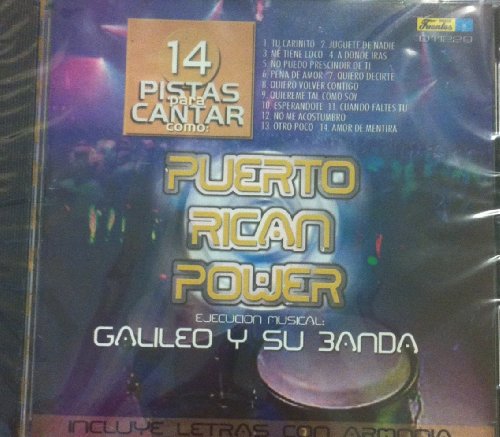 14
PISTAS
para
CANTAR
como:
Fuentes
D11220
1 TU CARINITO 2 JUGUETE DE NADIE
3 ME TIENE LOCO 4 A DONDE IRAS
5 NO PUEDO PRESCINDIR DE TI
6 PENA DE AMOR 7 QUIERO DECIRTE
8 QUIERO VOLVER CONTIGO
9 QUIEREME TAL COMO SOY
10 ESPERANDOTE 11 CUANDO FALTES TU
12 NO ME ACOSTUMBRO
13 OTRO POCO 14 AMOR DE MENTIRA
PUERTO
RICAN
POWER
EJECUCION MUSICAL:
GALILEO Y SU BANDA
INCLUYE LETRAS CON ARMONIA